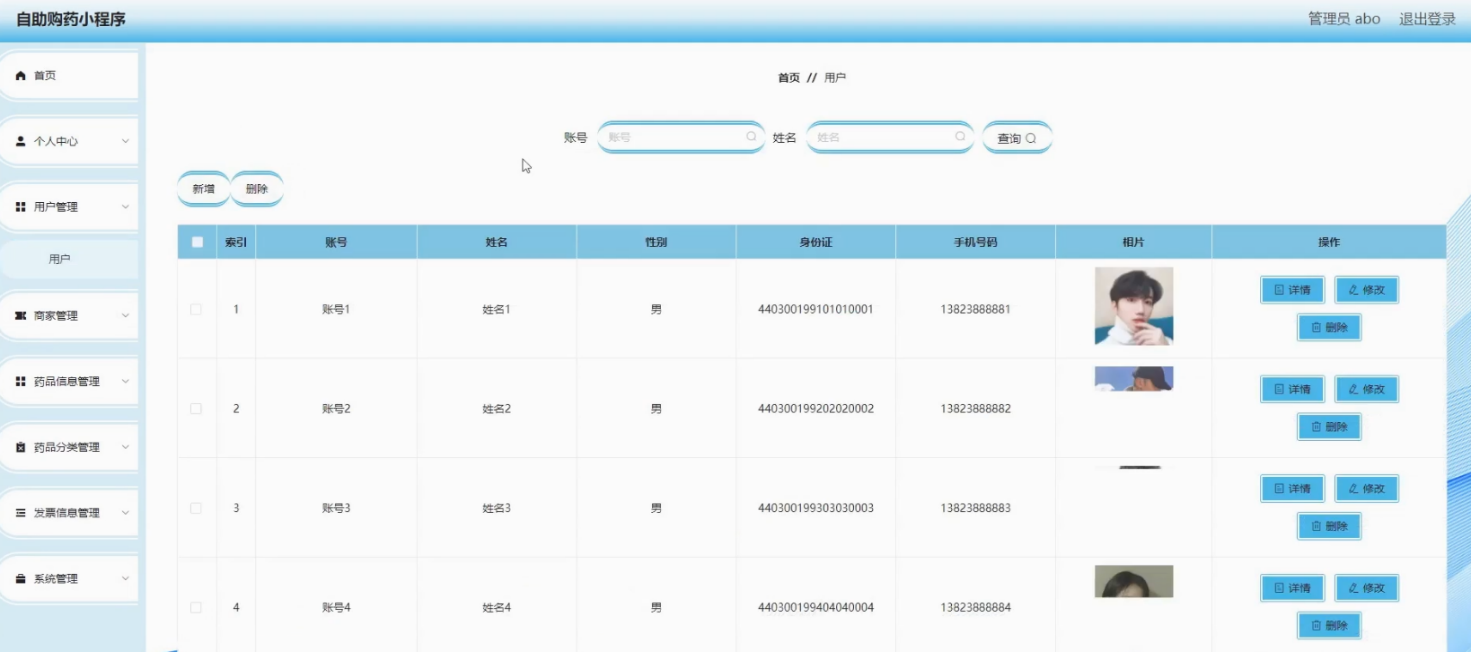 自助购药小程序
管理员 abo 退出登录
首页
个人中心
用户管理
用户
商家管理
药品信息管理
药品分类管理
发票信息管理
系统管理
首页 // 用户
账号 账号 姓名 姓名 查询
新增 删除
索引 账号 姓名 性别 身份证 手机号码 相片 操作
1 账号1 姓名1 男 440300199101010001 13823888881 详情 修改
删除
2 账号2 姓名2 男 440300199202020002 13823888882 详情 修改
删除
3 账号3 姓名3 男 440300199303030003 13823888883 详情 修改
删除
4 账号4 姓名4 男 440300199404040004 13823888884 详情 修改
删除